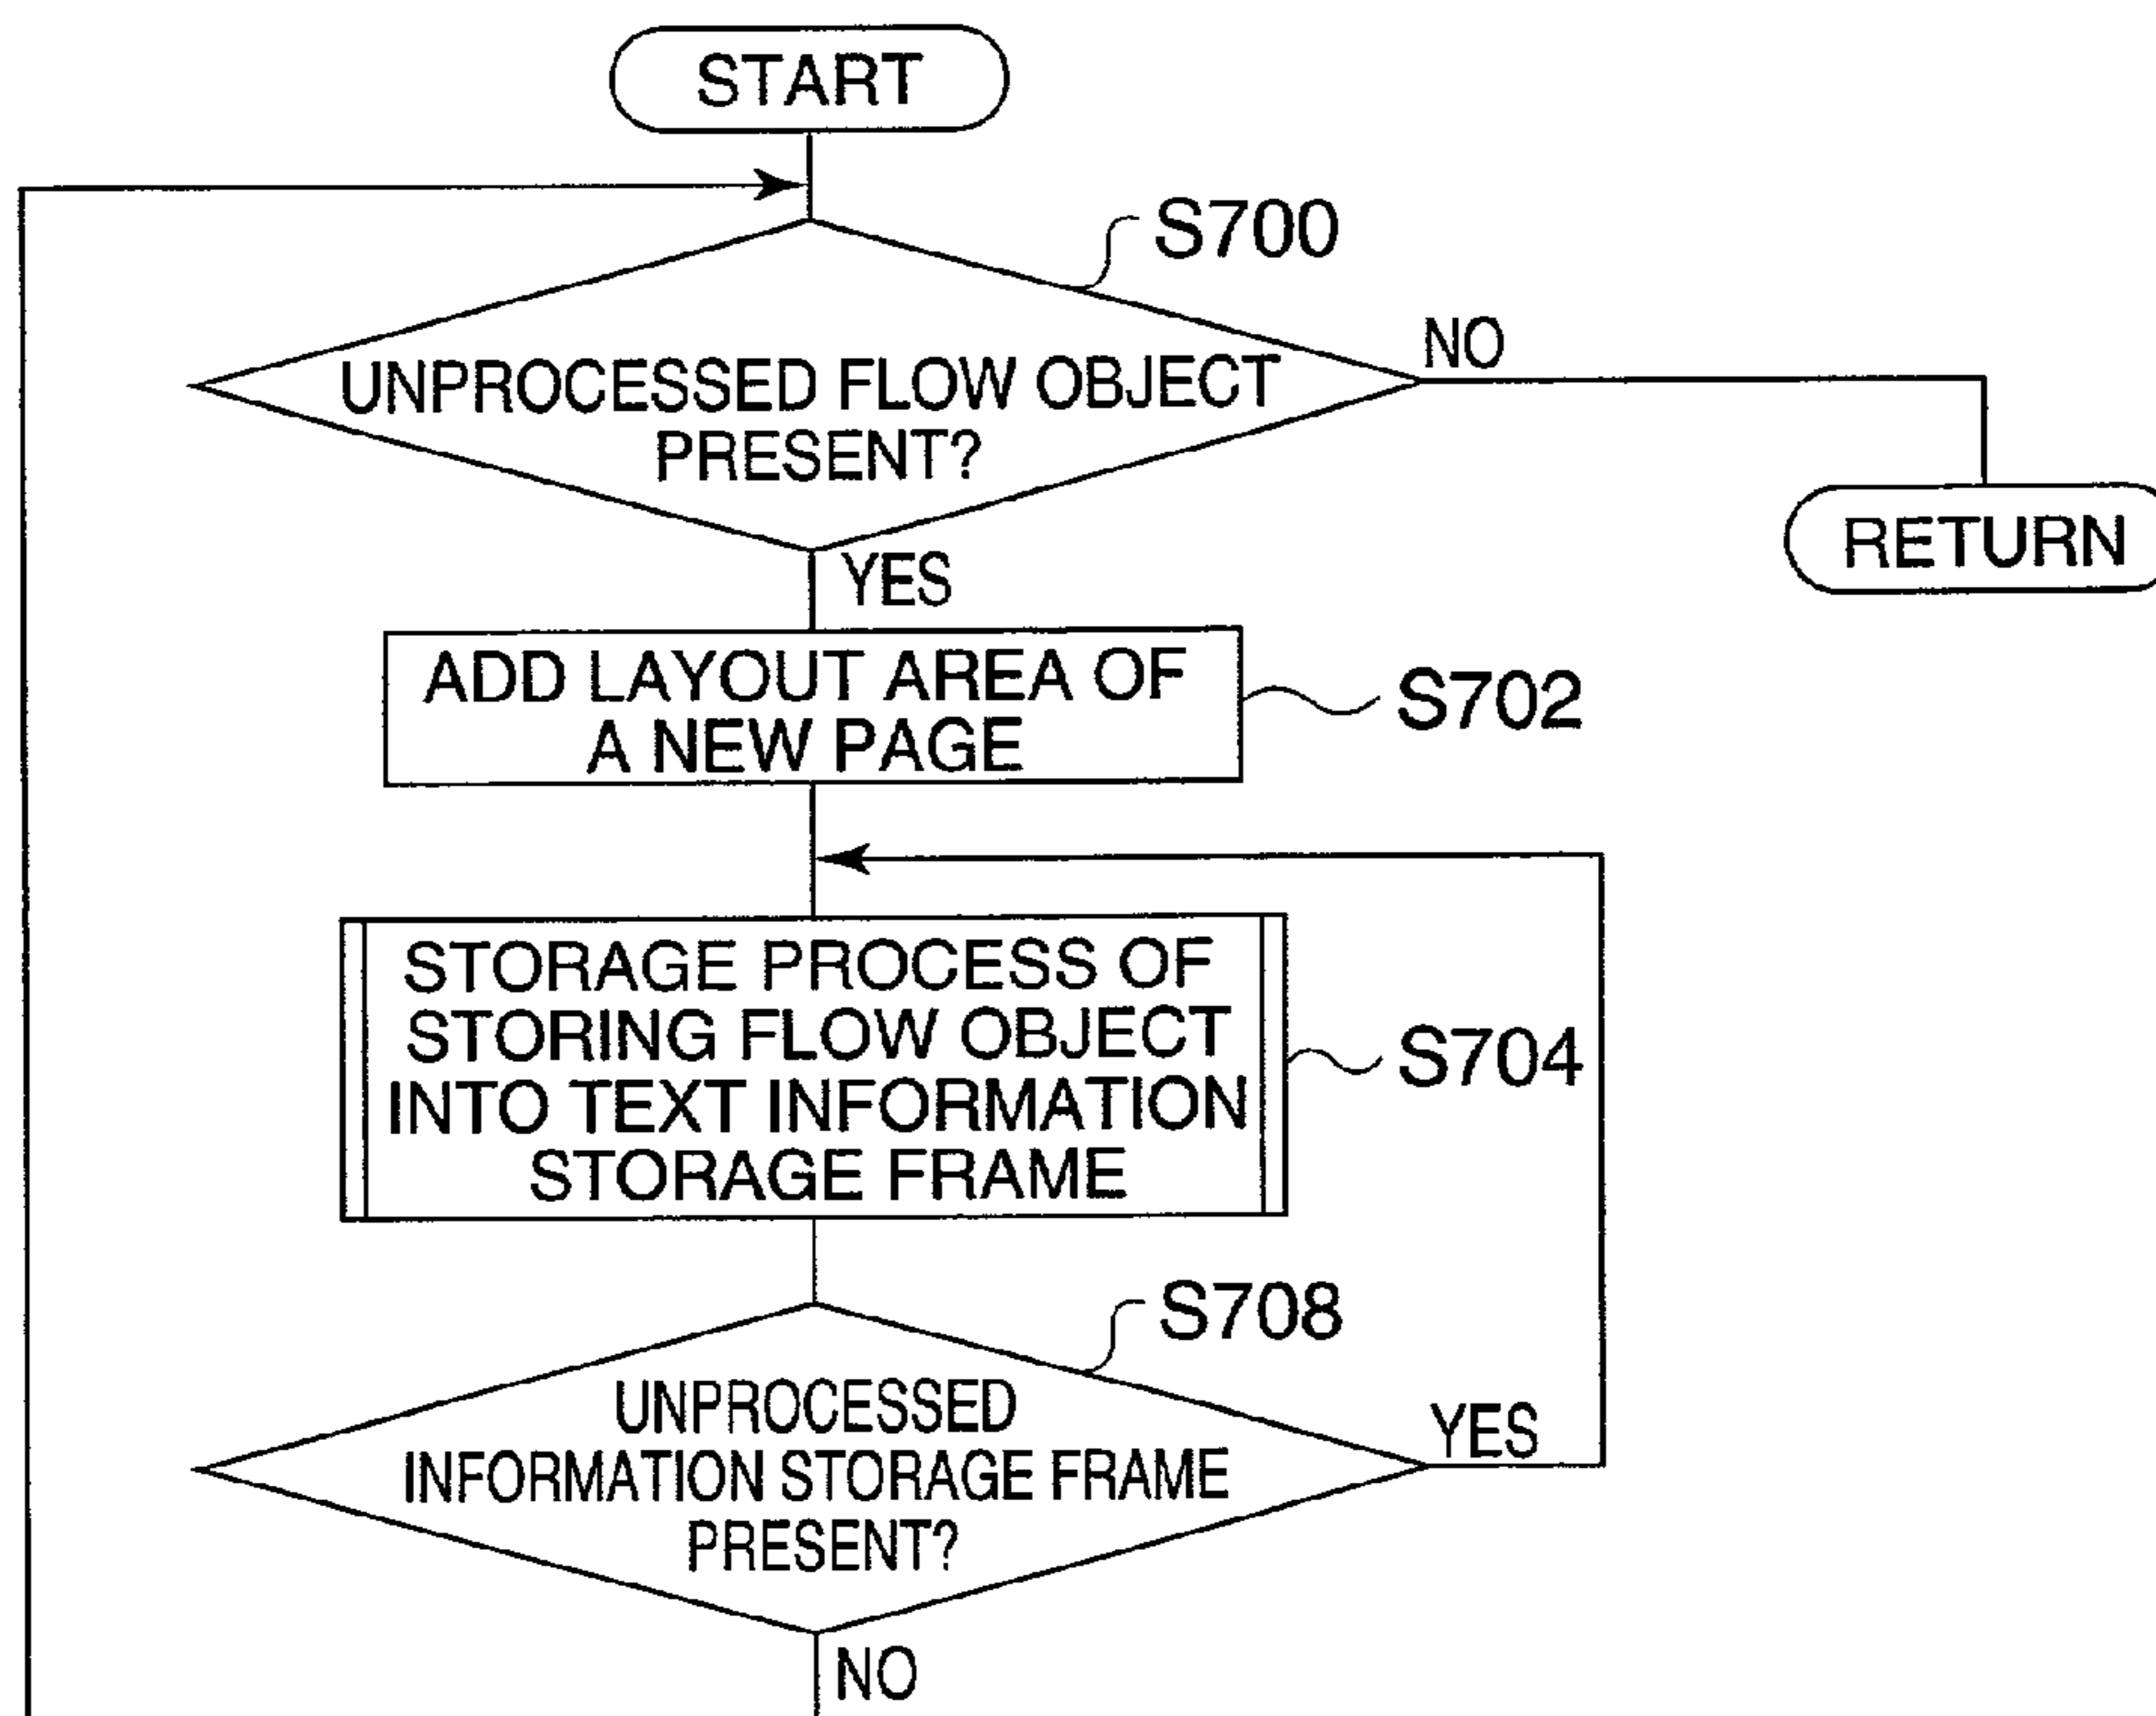 START
S700
UNPROCESSED FLOW OBJECT
PRESENT?
NO
RETURN
YES
ADD LAYOUT AREA OF
A NEW PAGE
S702
STORAGE PROCESS OF
STORING FLOW OBJECT
INTO TEXT INFORMATION
STORAGE FRAME
S704
S708
UNPROCESSED
INFORMATION STORAGE FRAME
PRESENT?
YES
NO